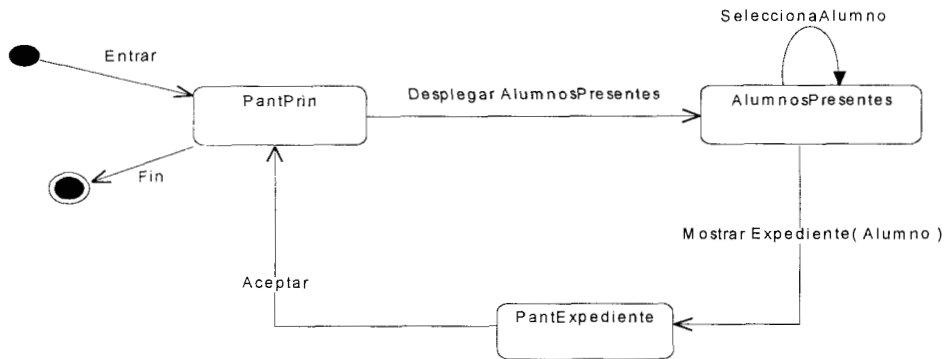 SeleccionaAlumno
Entrar
PantPrin
Desplegar AlumnosPresentes
AlumnosPresentes
Fin
Mostrar Expediente( Alumno )
Aceptar
PantExpediente